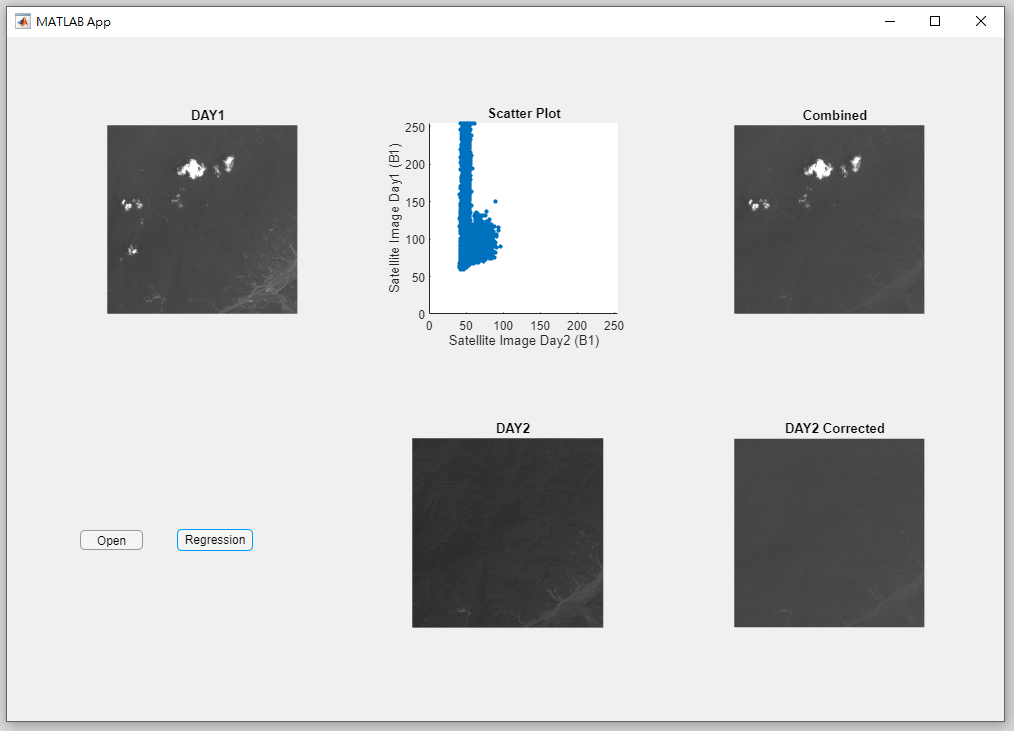 MATLAB App
DAY1
Scatter Plot
Combined
Satellite Image Day1 (B1)
250
200
150
100
50
0
0 50 100 150 200 250
Satellite Image Day2 (B1)
DAY2
DAY2 Corrected
Open
Regression